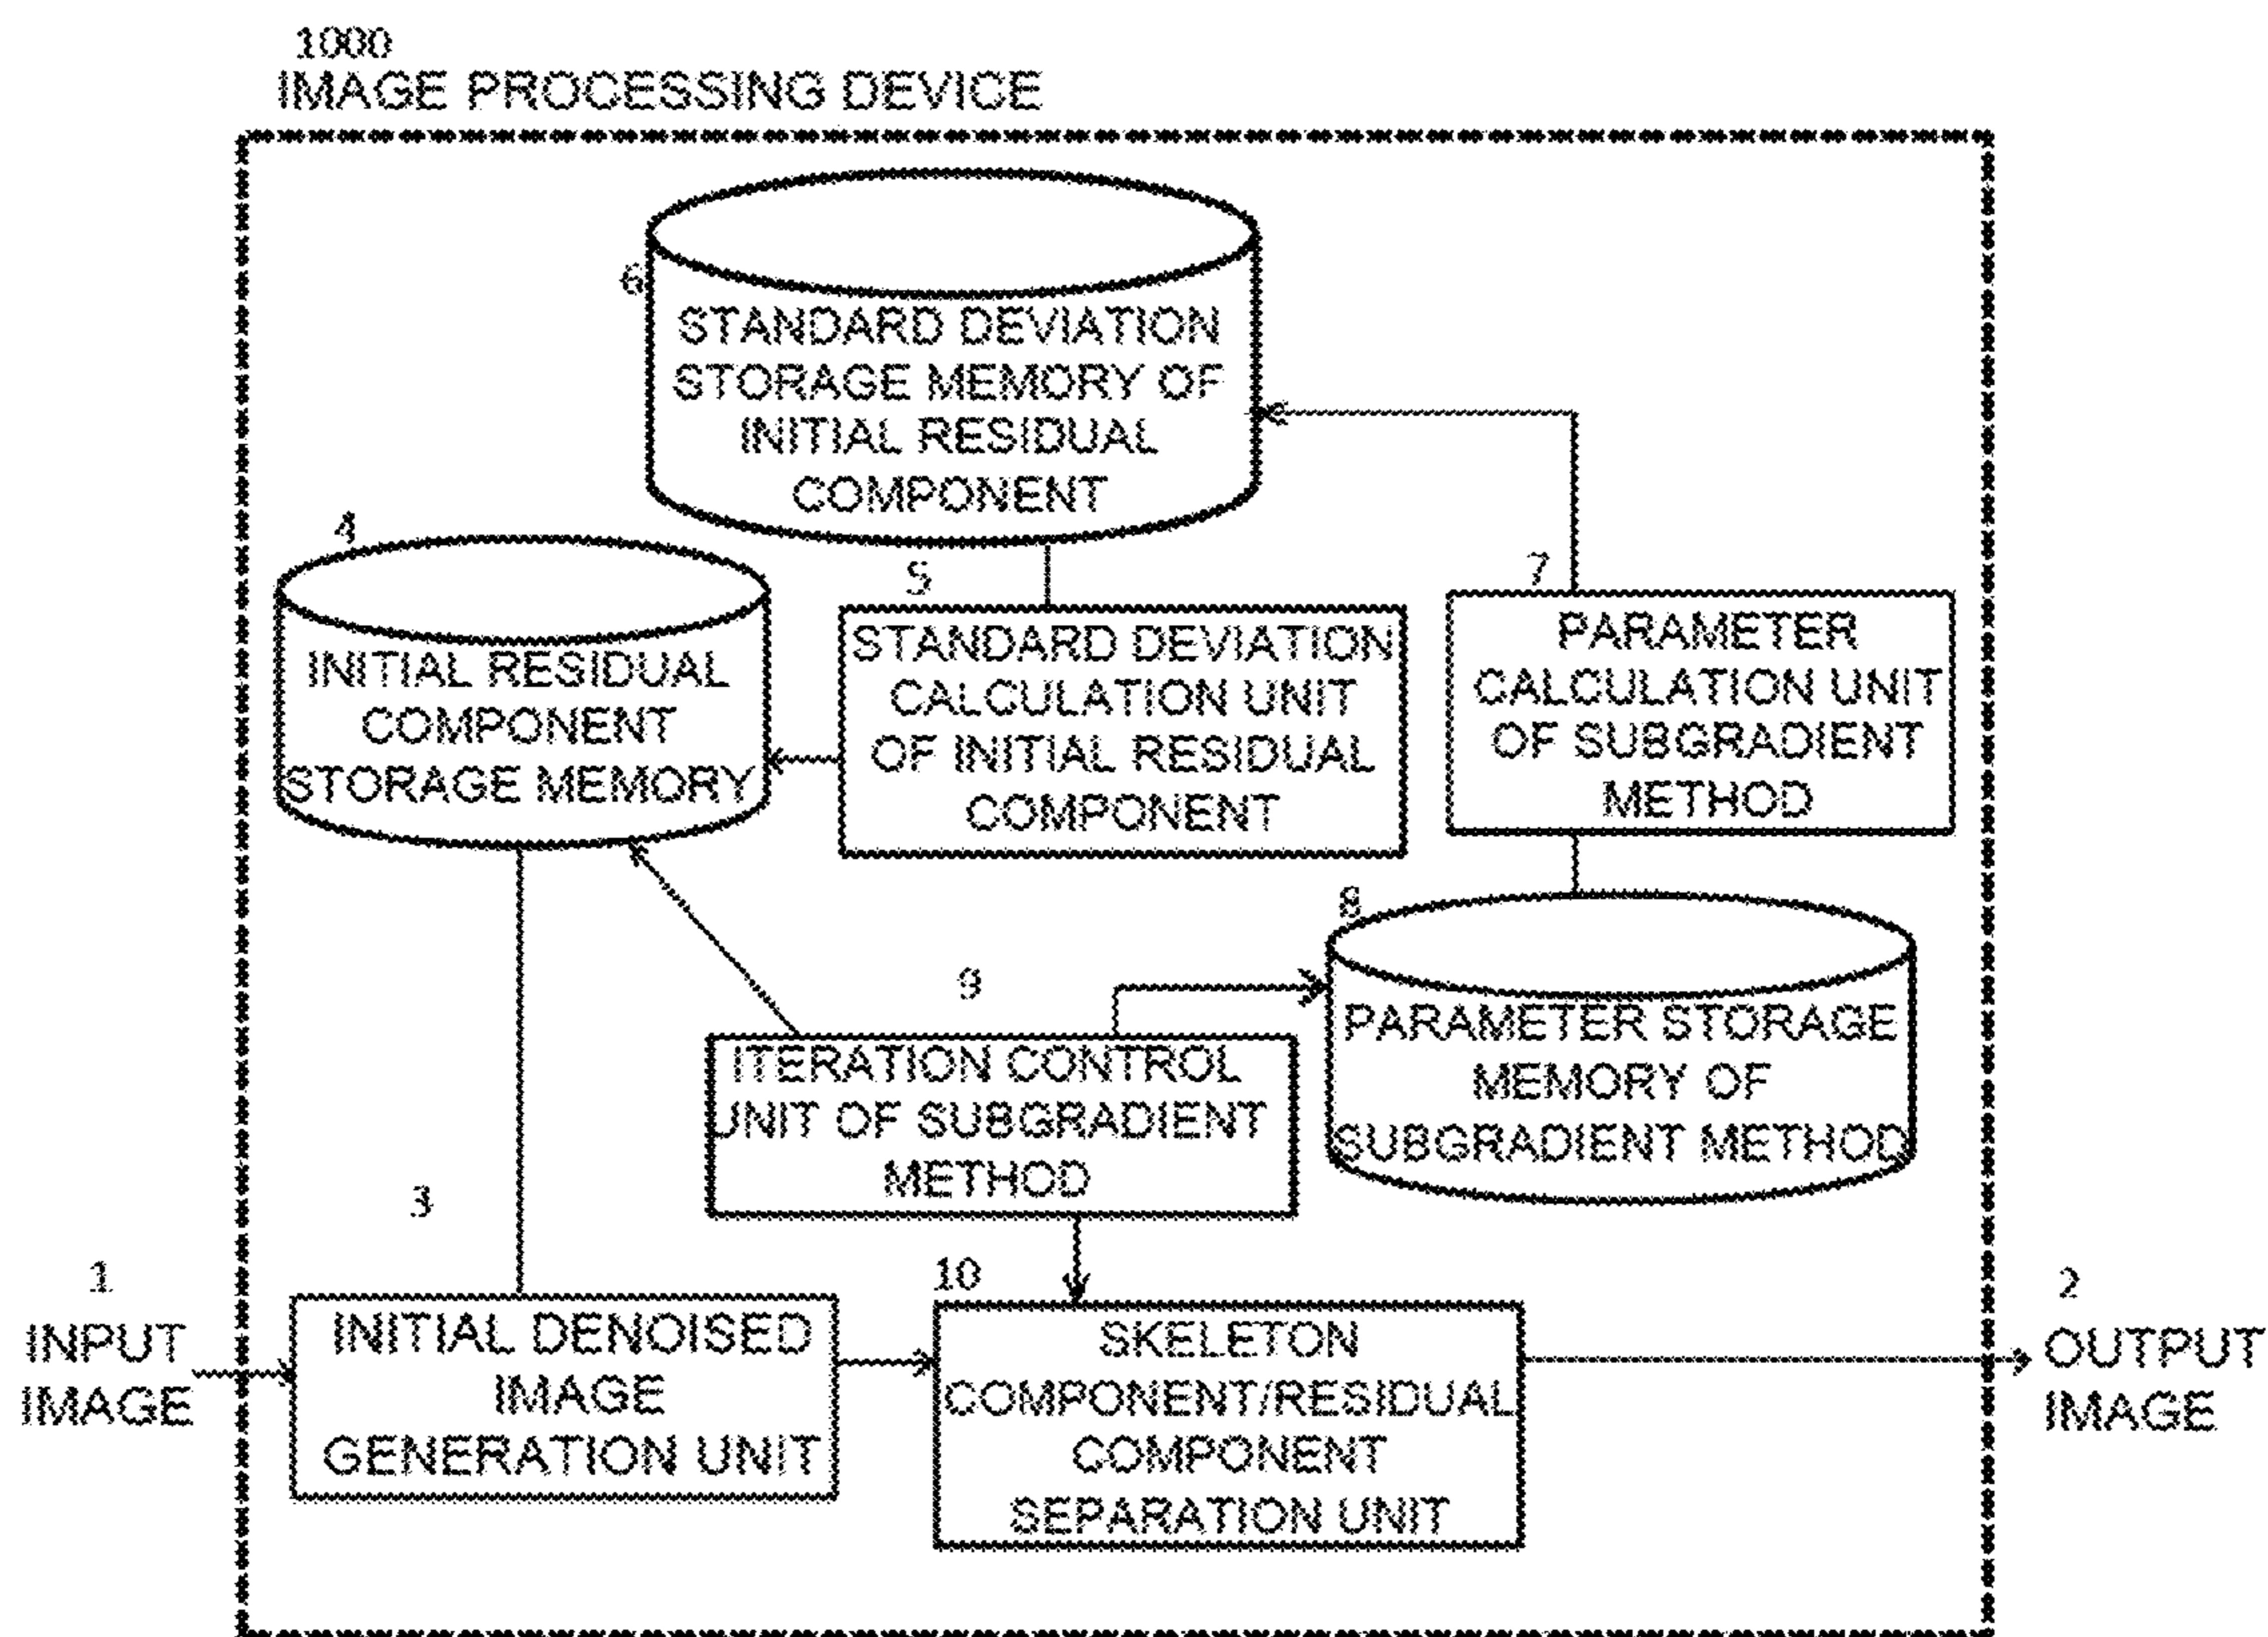 1000
IMAGE PROCESSING DEVICE
6
STANDARD DEVIATION
STORAGE MEMORY OF
INITIAL RESIDUAL
COMPONENT
4
INITIAL RESIDUAL
COMPONENT
STORAGE MEMORY
5
STANDARD DEVIATION
CALCULATION UNIT
OF INITIAL RESIDUAL
COMPONENT
7
PARAMETER
CALCULATION UNIT
OF SUBGRADIENT
METHOD
8
PARAMETER STORAGE
MEMORY OF
SUBGRADIENT METHOD
9
ITERATION CONTROL
UNIT OF SUBGRADIENT
METHOD
3
1
INPUT
IMAGE
INITIAL DENOISED
IMAGE
GENERATION UNIT
10
SKELETON
COMPONENT/RESIDUAL
COMPONENT
SEPARATION UNIT
2
OUTPUT
IMAGE